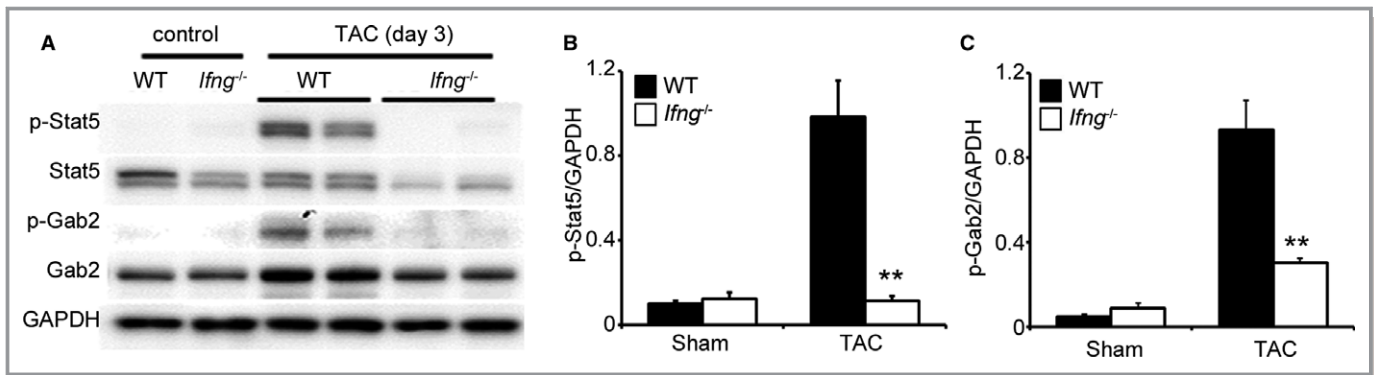 A
control
TAC (day 3)
WT
Ifng-/-
WT
Ifng-/-
p-Stat5
Stat5
p-Gab2
Gab2
GAPDH
B
p-Stat5/GAPDH
1.2
0.8
0.4
0
WT
Ifng-/-
**
Sham
TAC
C
p-Gab2/GAPDH
1.2
0.8
0.4
0
WT
Ifng-/-
**
Sham
TAC